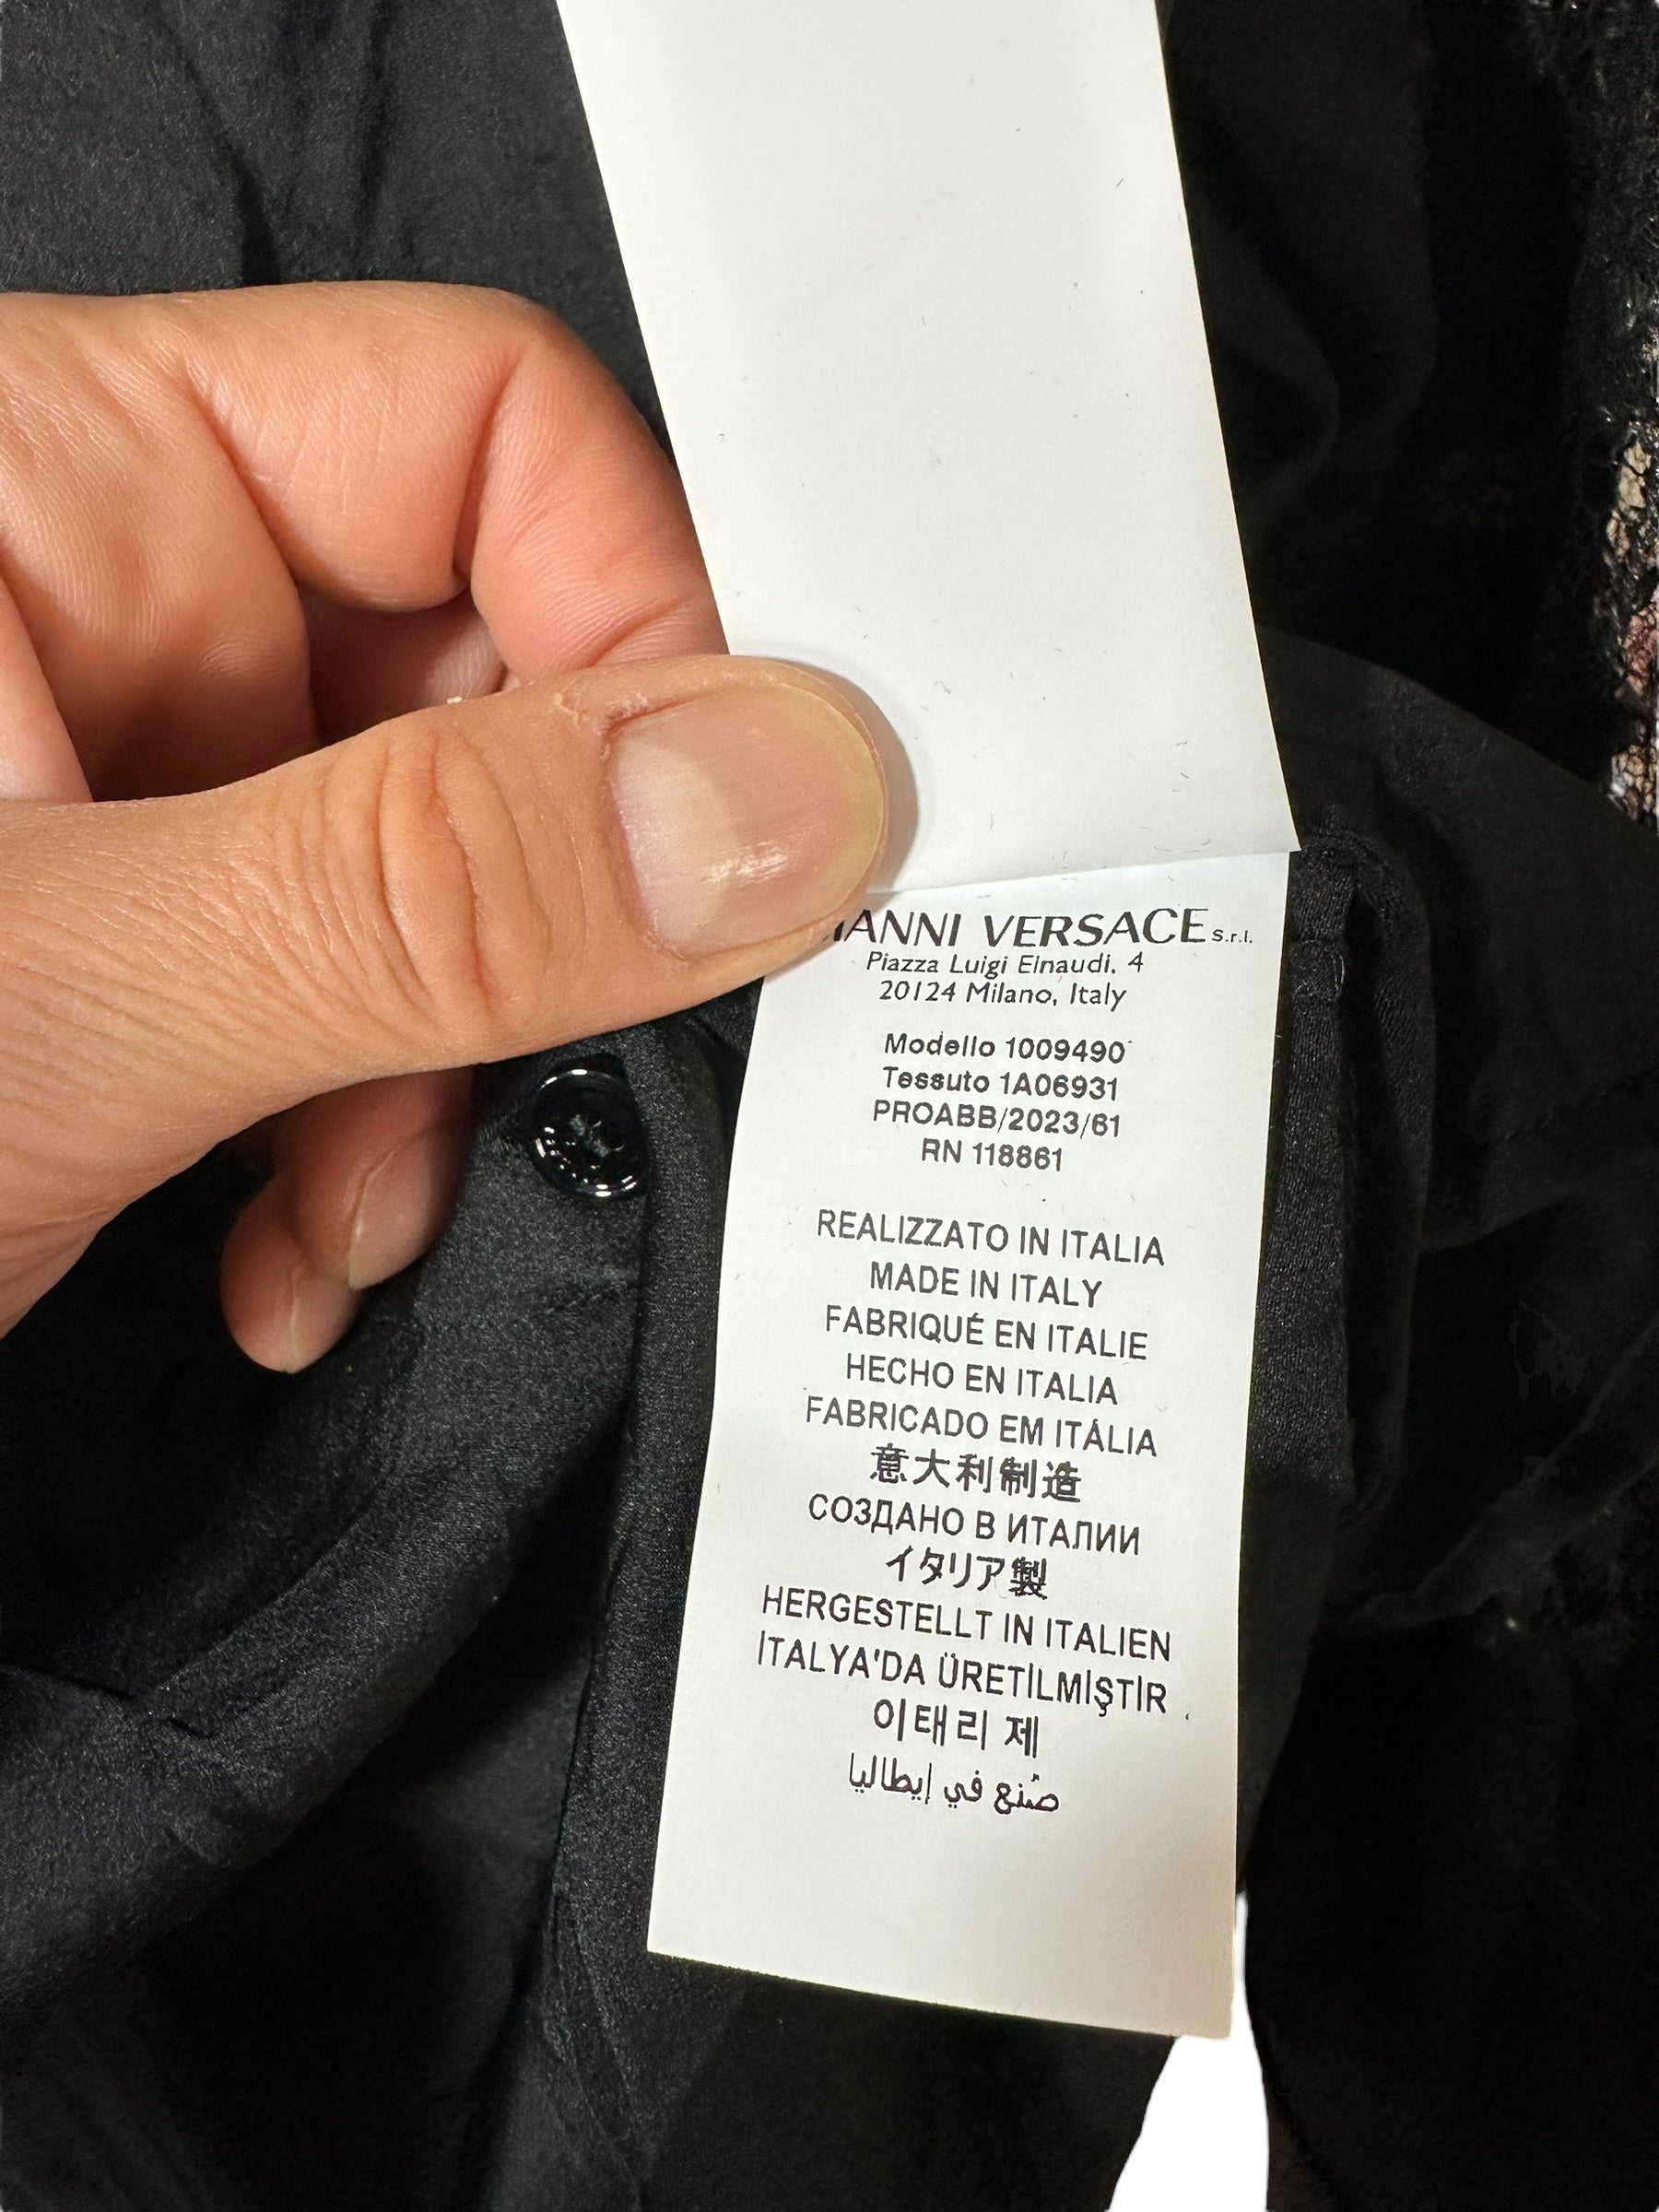 IANNI VERSACE s.r.l.
Piazza Luigi Einaudi. 4
20124 Milano, Italy
Modello 1009490
Tessuto 1A06931
PROABB/2023/61
RN 118861
REALIZZATO IN ITALIA
MADE IN ITALY
FABRIQUÉ EN ITALIE
HECHO EN ITALIA
FABRICADO EM ITÁLIA
意大利制造
СОЗДАНО В ИТАЛИИ
イタリア製
HERGESTELLT IN ITALIEN
İTALYA'DA ÜRETİLMİŞTİR
이태리 제
صُنع في إيطاليا